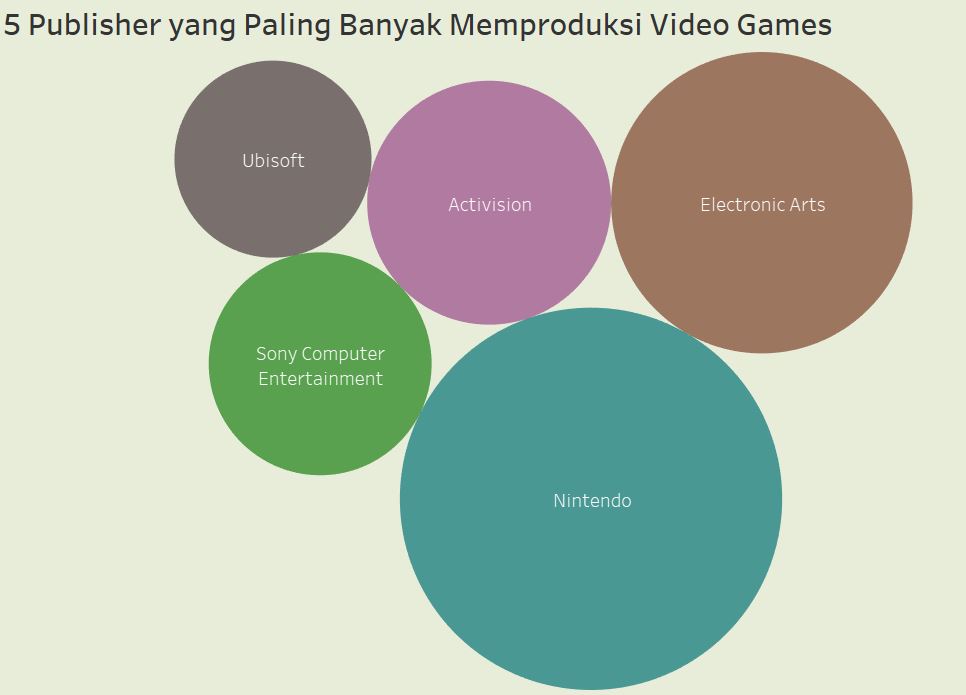 5 Publisher yang Paling Banyak Memproduksi Video Games
Ubisoft
Activision
Electronic Arts
Sony Computer
Entertainment
Nintendo